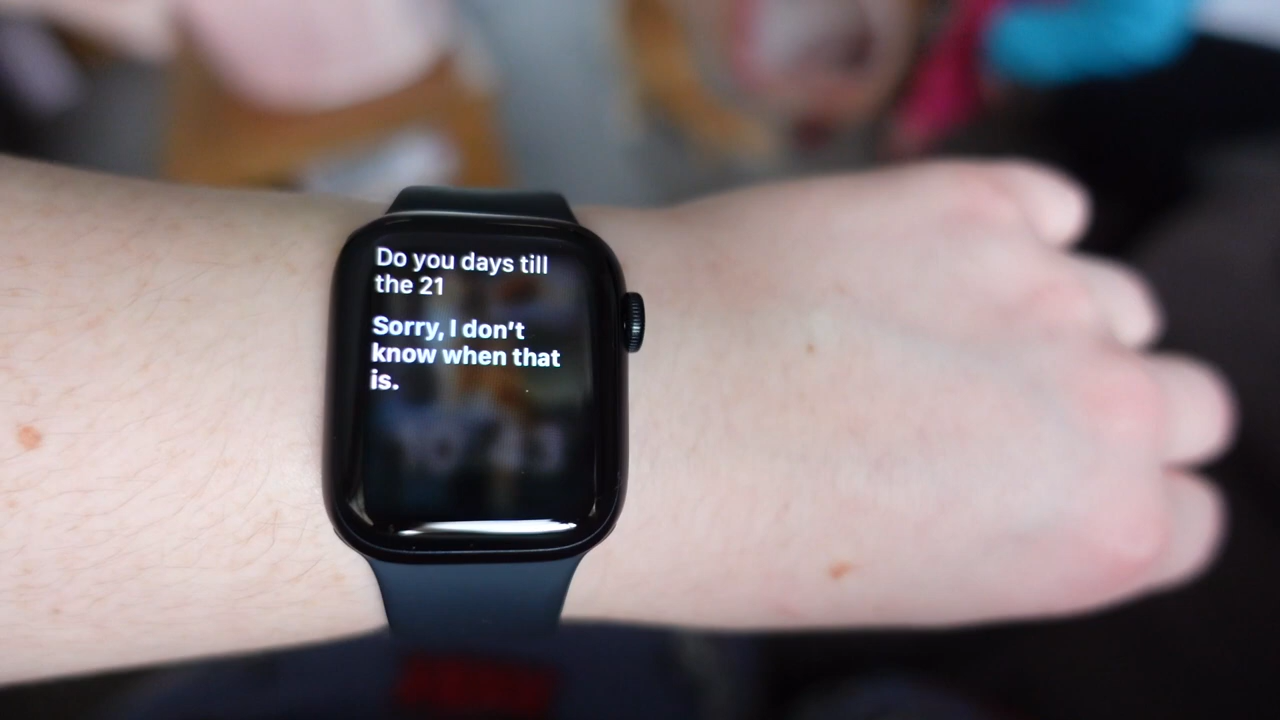 Do you days till
the 21
Sorry, I don't
know when that
is.